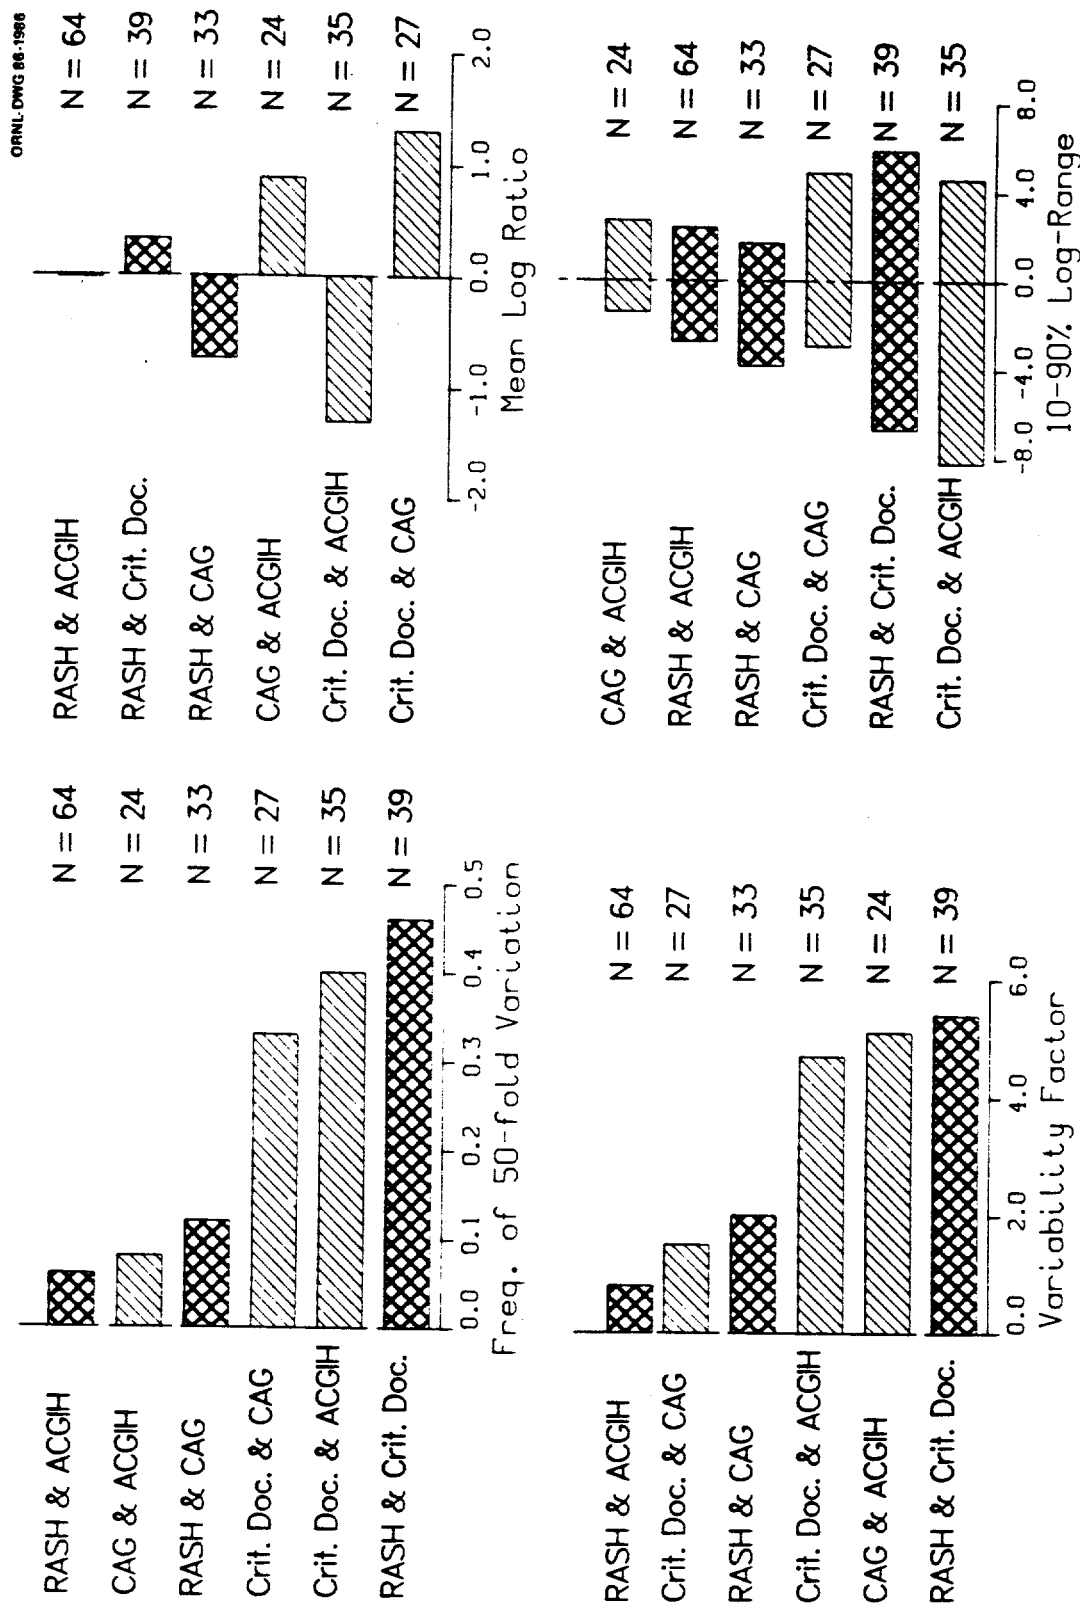 ORNL-DWG 86-1986
RASH & ACGIH N = 64
CAG & ACGIH N = 24
RASH & CAG N = 33
Crit. Doc. & CAG N = 27
Crit. Doc. & ACGIH N = 35
RASH & Crit. Doc. N = 39
0.0 0.1 0.2 0.3 0.4 0.5
Freq. of 50-fold Variation
RASH & ACGIH N = 64
RASH & Crit. Doc. N = 39
RASH & CAG N = 33
CAG & ACGIH N = 24
Crit. Doc. & ACGIH N = 35
Crit. Doc. & CAG N = 27
-2.0 -1.0 0.0 1.0 2.0
Mean Log Ratio
RASH & ACGIH N = 64
Crit. Doc. & CAG N = 27
RASH & CAG N = 33
Crit. Doc. & ACGIH N = 35
CAG & ACGIH N = 24
RASH & Crit. Doc. N = 39
0.0 2.0 4.0 6.0
Variability Factor
CAG & ACGIH N = 24
RASH & ACGIH N = 64
RASH & CAG N = 33
Crit. Doc. & CAG N = 27
RASH & Crit. Doc. N = 39
Crit. Doc. & ACGIH N = 35
-8.0 -4.0 0.0 4.0 8.0
10-90% Log-Range